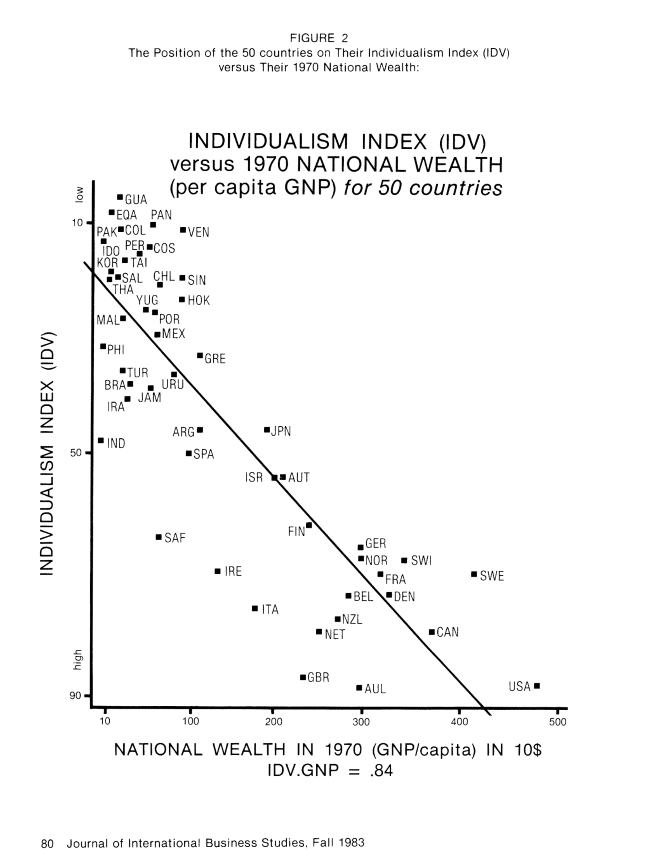 FIGURE 2
The Position of the 50 countries on Their Individualism Index (IDV)
versus Their 1970 National Wealth:
INDIVIDUALISM INDEX (IDV)
versus 1970 NATIONAL WEALTH
(per capita GNP) for 50 countries
low
GUA
EQA PAN
10
PAK COL VEN
IDO PER COS
KOR TAI
SAL CHL SIN
THA
YUG HOK
MAL POR
MEX
PHI GRE
TUR
BRA URU
JAM
IRA
ARG JPN
IND
50 SPA
ISR AUT
FIN
SAF
GER
NOR SWI
IRE FRA SWE
BEL DEN
ITA
NZL
NET CAN
high
GBR
AUL USA
90
INDIVIDUALISM INDEX (IDV)
10 100 200 300 400 500
NATIONAL WEALTH IN 1970 (GNP/capita) IN 10$
IDV.GNP = .84
80 Journal of International Business Studies, Fall 1983